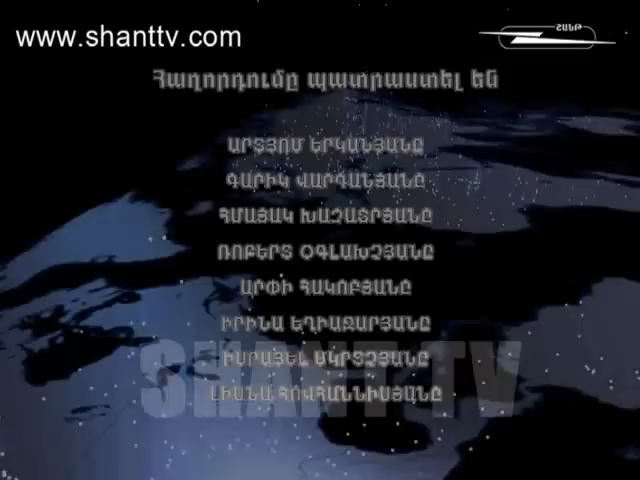 www.shanttv.com
ՇԱՆԹ
Հաղորդումը պատրաստել են
ԱՐՏՅՈՄ ԵՐԿԱՆՅԱՆԸ
ԳԱՐԻԿ ՎԱՐԴԱՆՅԱՆԸ
ՀՄԱՅԱԿ ԽԱՉԱՏՐՅԱՆԸ
ՌՈԲԵՐՏ ՕԳԼԱԽՉՅԱՆԸ
ԱՐՓԻ ՀԱԿՈԲՅԱՆԸ
ԻՐԻՆԱ ԵՂԻԱԶԱՐՅԱՆԸ
ԻՍՐԱՅԵԼ ՄԿՐՏՉՅԱՆԸ
ԼԻԱՆԱ ՀՈՎՀԱՆՆԻՍՅԱՆԸ
SHANT TV